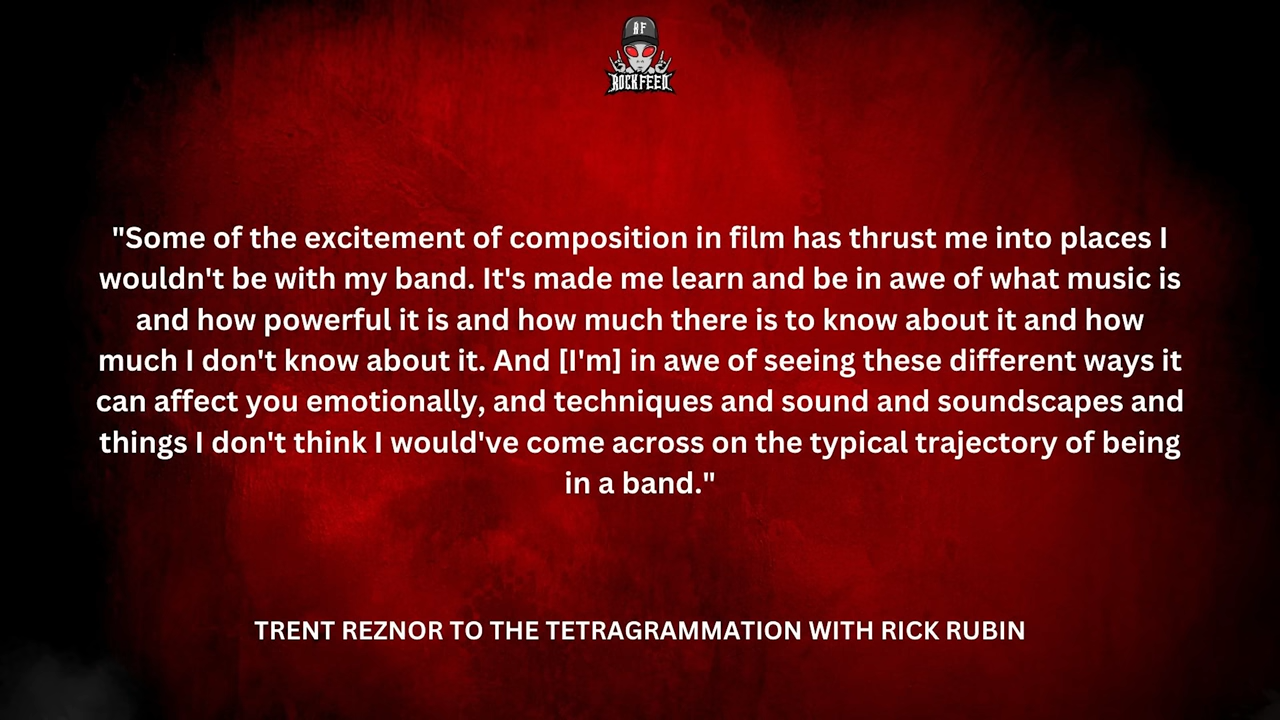 RF
ROCKFEED
"Some of the excitement of composition in film has thrust me into places I
wouldn't be with my band. It's made me learn and be in awe of what music is
and how powerful it is and how much there is to know about it and how
much I don't know about it. And [I'm] in awe of seeing these different ways it
can affect you emotionally, and techniques and sound and soundscapes and
things I don't think I would've come across on the typical trajectory of being
in a band."
TRENT REZNOR TO THE TETRAGRAMMATION WITH RICK RUBIN